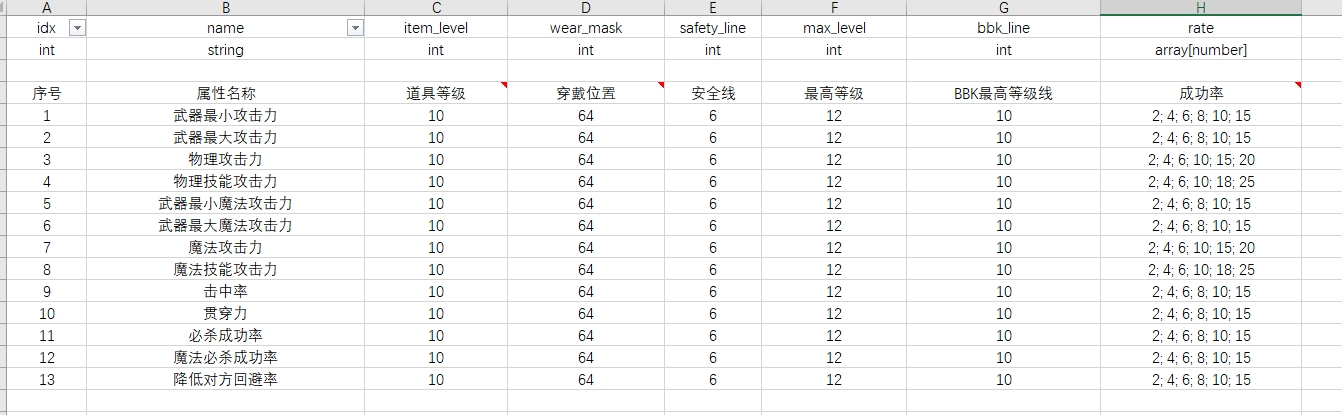 A B C D E F G H
idx name item_level wear_mask safety_line max_level bbk_line rate
int string int int int int int array[number]
序号 属性名称 道具等级 穿戴位置 安全线 最高等级 BBK最高等级线 成功率
1 武器最小攻击力 10 64 6 12 10 2; 4; 6; 8; 10; 15
2 武器最大攻击力 10 64 6 12 10 2; 4; 6; 8; 10; 15
3 物理攻击力 10 64 6 12 10 2; 4; 6; 10; 15; 20
4 物理技能攻击力 10 64 6 12 10 2; 4; 6; 10; 18; 25
5 武器最小魔法攻击力 10 64 6 12 10 2; 4; 6; 8; 10; 15
6 武器最大魔法攻击力 10 64 6 12 10 2; 4; 6; 8; 10; 15
7 魔法攻击力 10 64 6 12 10 2; 4; 6; 10; 15; 20
8 魔法技能攻击力 10 64 6 12 10 2; 4; 6; 10; 18; 25
9 击中率 10 64 6 12 10 2; 4; 6; 8; 10; 15
10 贯穿力 10 64 6 12 10 2; 4; 6; 8; 10; 15
11 必杀成功率 10 64 6 12 10 2; 4; 6; 8; 10; 15
12 魔法必杀成功率 10 64 6 12 10 2; 4; 6; 8; 10; 15
13 降低对方回避率 10 64 6 12 10 2; 4; 6; 8; 10; 15